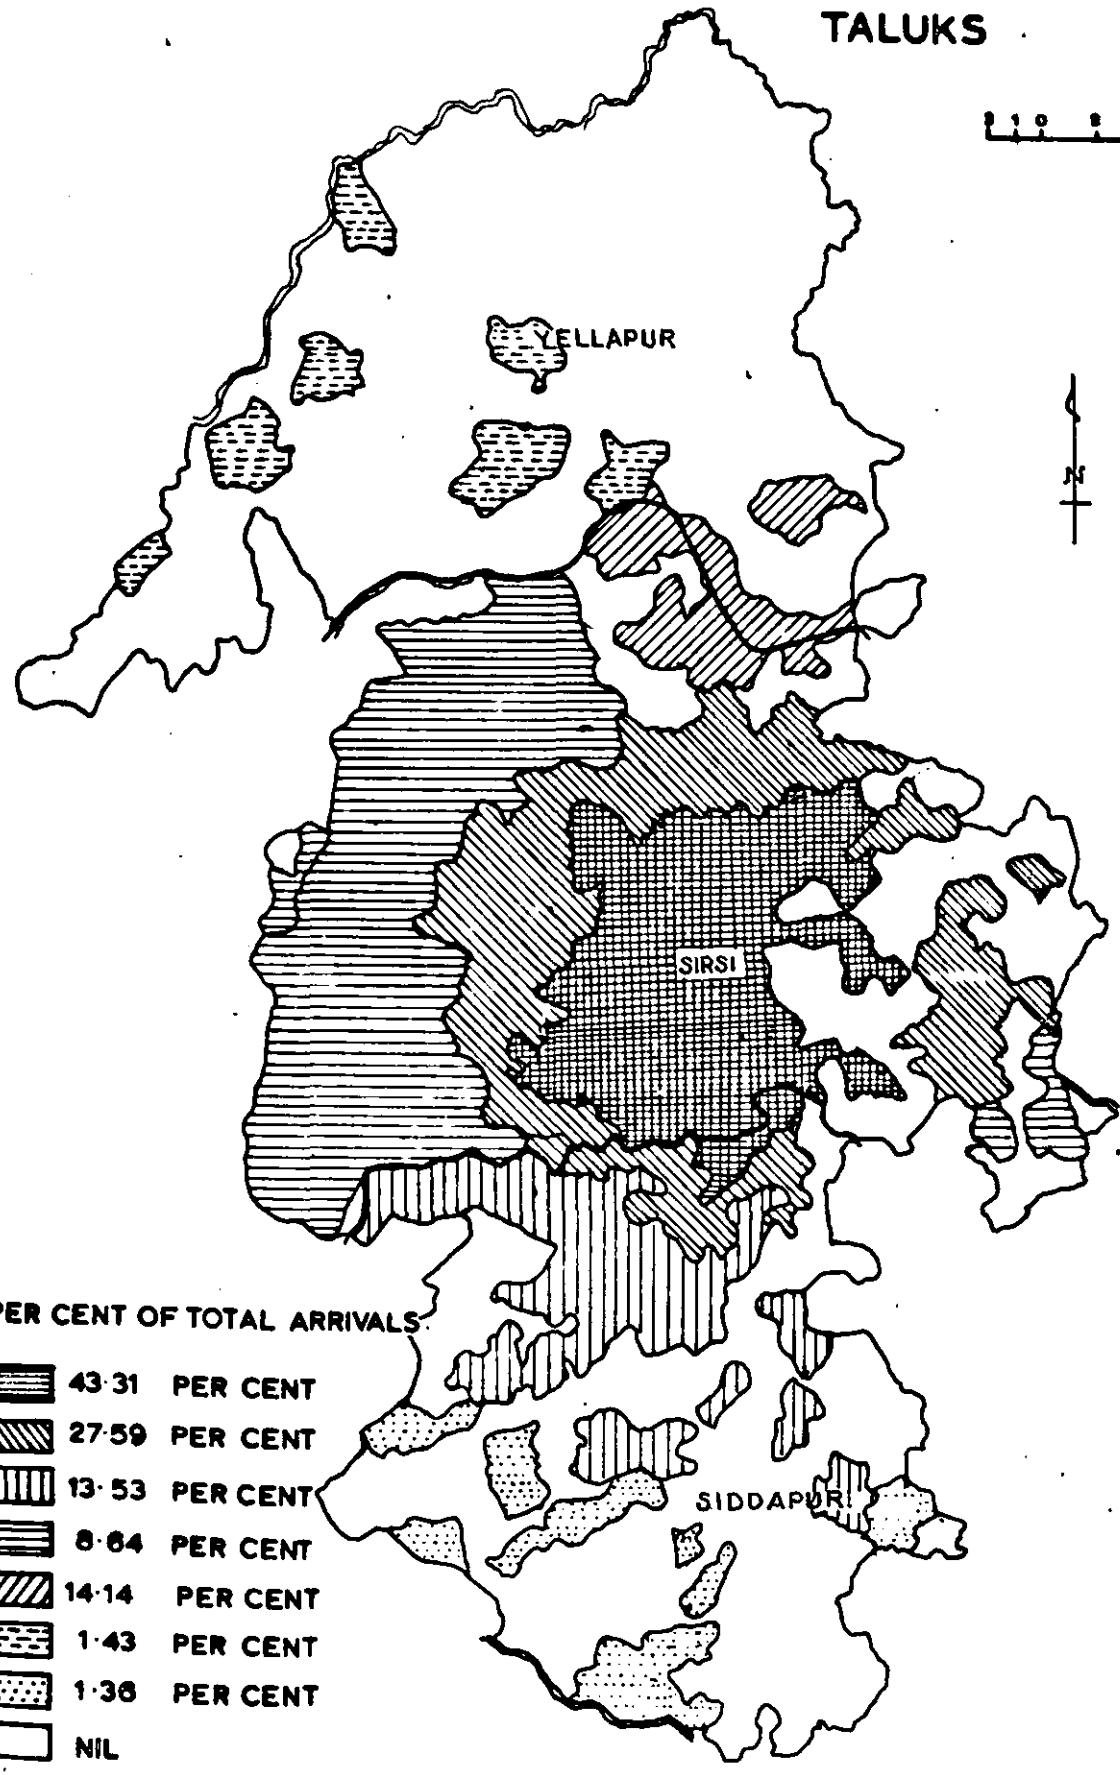 TALUKS
1 0
YELLAPUR
N
SIRSI
PER CENT OF TOTAL ARRIVALS
43·31 PER CENT
27·59 PER CENT
13·53 PER CENT
8·64 PER CENT
14·14 PER CENT
1·43 PER CENT
1·36 PER CENT
NIL
SIDDAPUR